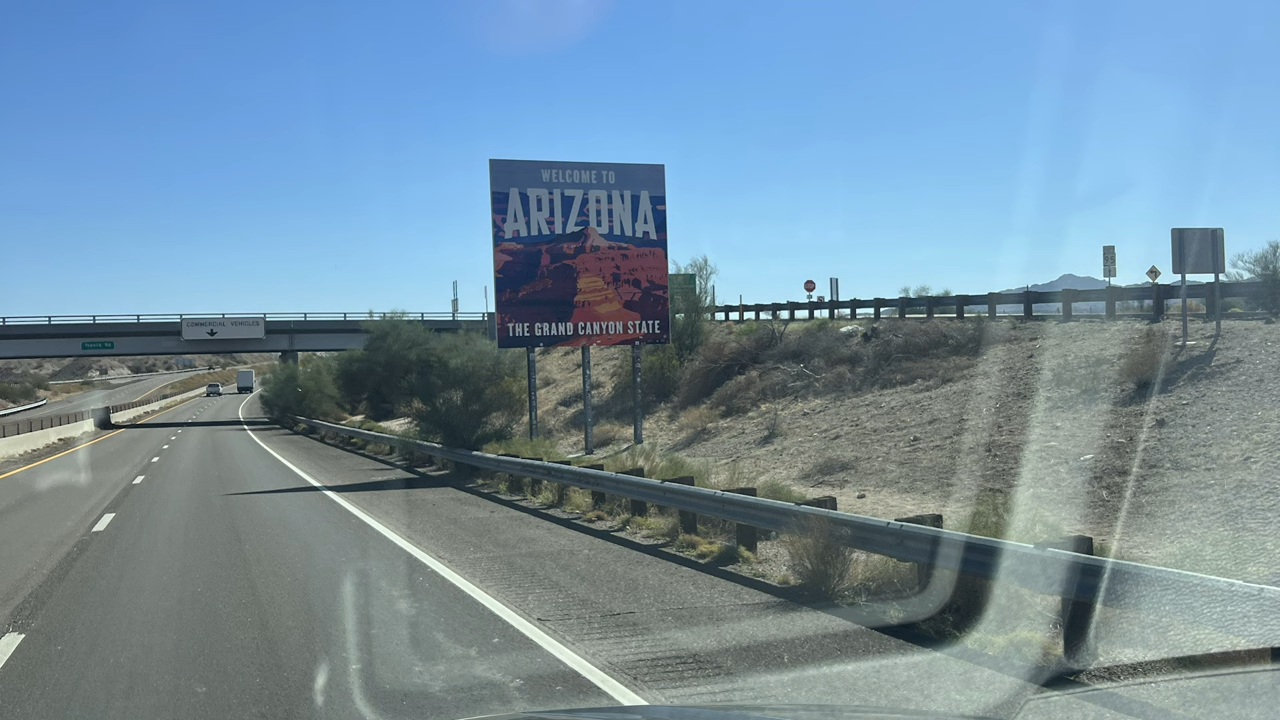 WELCOME TO
ARIZONA
THE GRAND CANYON STATE
COMMERCIAL VEHICLES